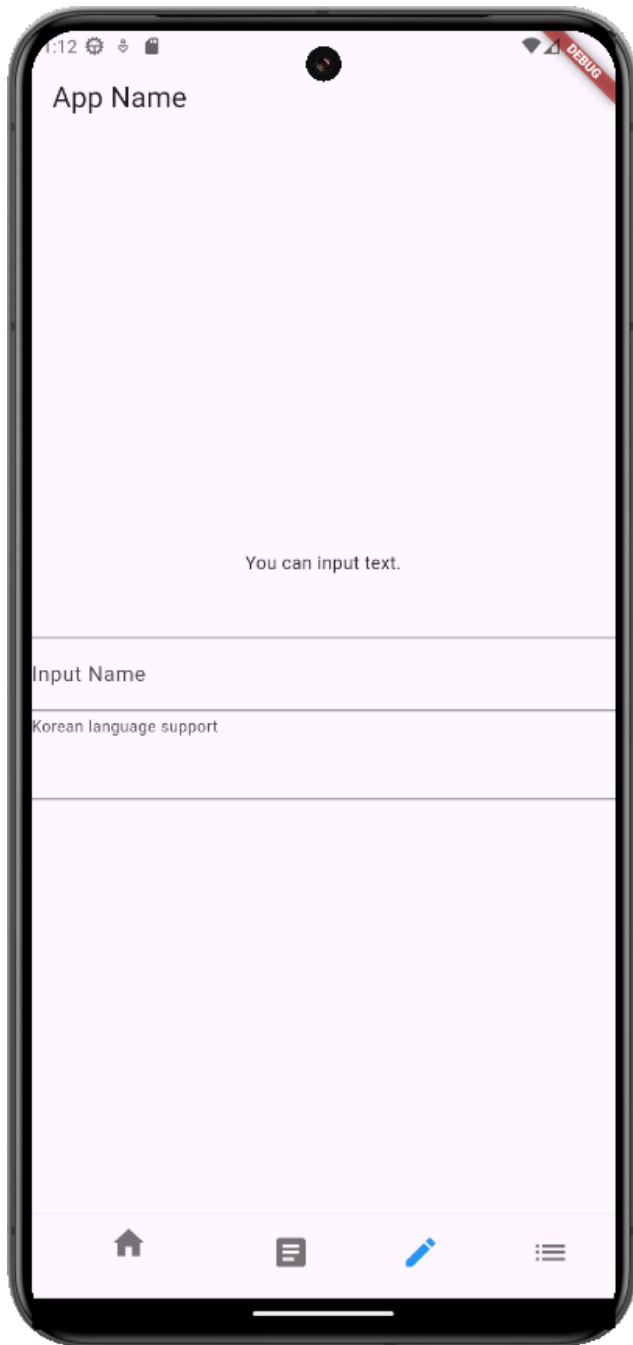 1:12
DEBUG
App Name
You can input text.
Input Name
Korean language support